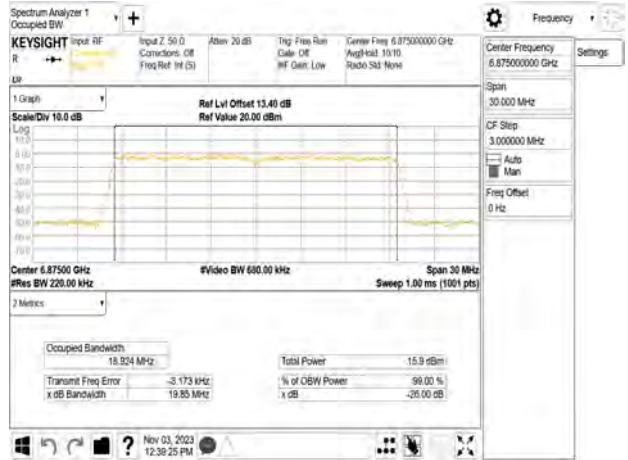 Spectrum Analyzer 1
Occupied BW
KEYSIGHT Input: RF
R
Input Z: 50 Ω
Corrections: Off
Freq Ref: Int (S)
Atten: 20 dB
Trig: Free Run
Gate: Off
#IF Gain: Low
Center Freq: 6.875000000 GHz
Avg|Hold: 10/10
Radio Std: None
1 Graph
Scale/Div 10.0 dB
Ref Lvl Offset 13.40 dB
Ref Value 20.00 dBm
Log
Center 6.87500 GHz
#Res BW 220.00 kHz
#Video BW 680.00 kHz
Span 30 MHz
Sweep 1.00 ms (1001 pts)
2 Metrics
Occupied Bandwidth
18.924 MHz
Total Power 15.9 dBm
Transmit Freq Error -3.173 kHz
% of OBW Power 99.00 %
x dB Bandwidth 19.85 MHz
x dB -26.00 dB
Nov 03, 2023
12:39:25 PM
Frequency
Center Frequency
6.875000000 GHz
Settings
Span
30.000 MHz
CF Step
3.000000 MHz
Auto
Man
Freq Offset
0 Hz